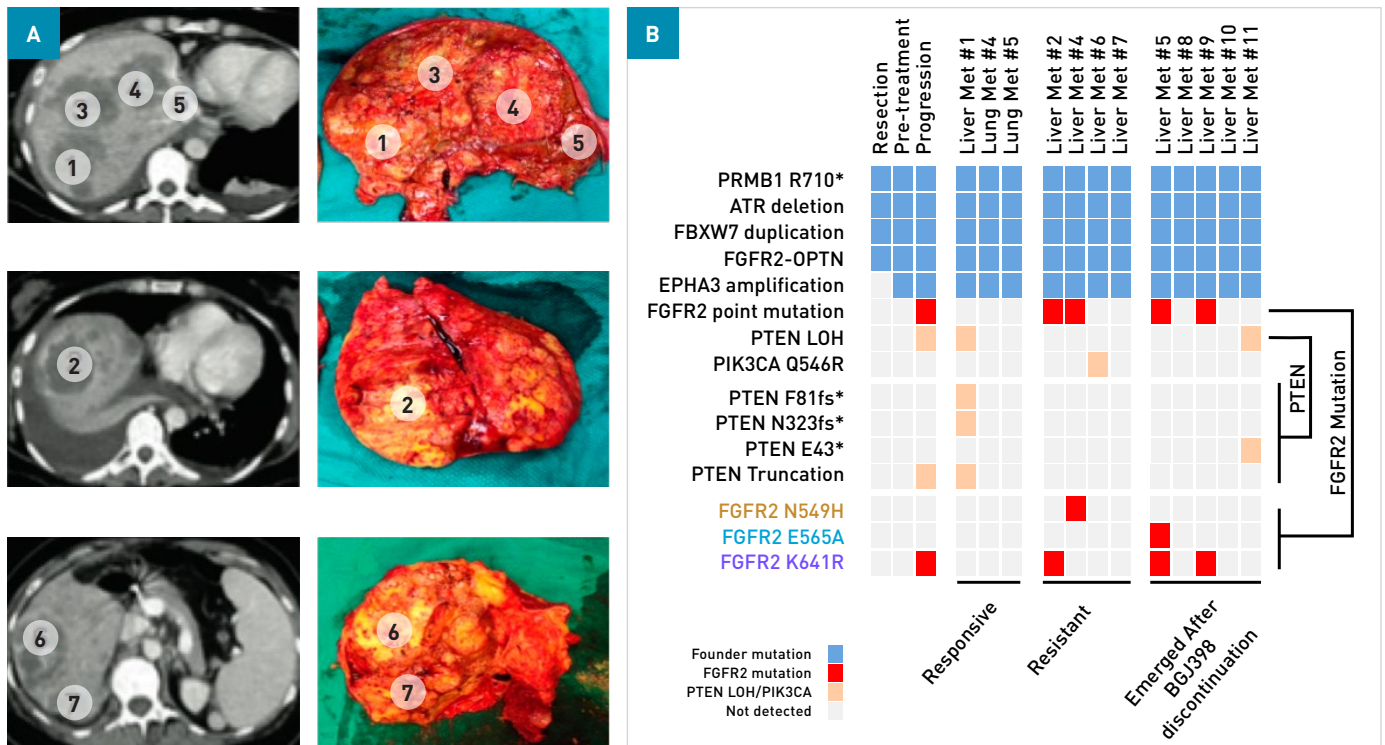 A
3
4
5
1
3
4
1
5
2
2
6
7
6
7
B
Resection
Pre-treatment
Progression
Liver Met #1
Lung Met #4
Lung Met #5
Liver Met #2
Liver Met #4
Liver Met #6
Liver Met #7
Liver Met #5
Liver Met #8
Liver Met #9
Liver Met #10
Liver Met #11
PRMB1 R710*
ATR deletion
FBXW7 duplication
FGFR2-OPTN
EPHA3 amplification
FGFR2 point mutation
PTEN LOH
PIK3CA Q546R
PTEN F81fs*
PTEN N323fs*
PTEN E43*
PTEN Truncation
FGFR2 N549H
FGFR2 E565A
FGFR2 K641R
PTEN
FGFR2 Mutation
Responsive
Resistant
Emerged After
BGJ398
discontinuation
Founder mutation
FGFR2 mutation
PTEN LOH/PIK3CA
Not detected